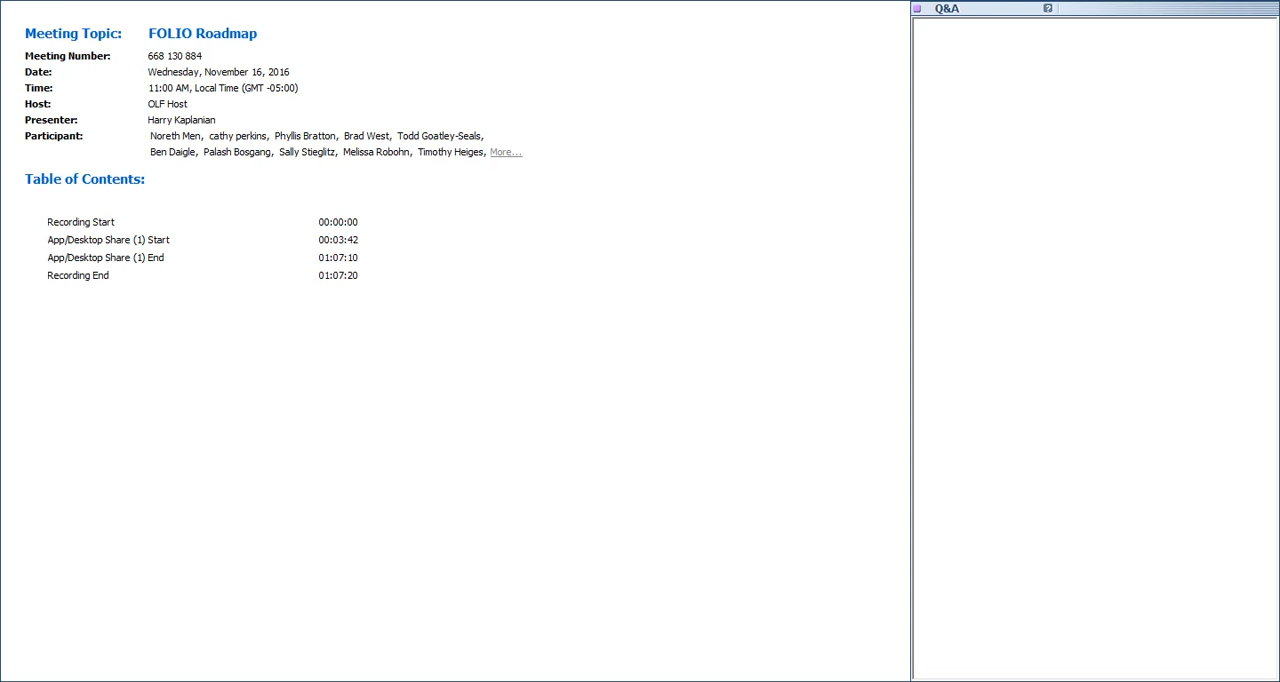 Meeting Topic: FOLIO Roadmap
Meeting Number: 668 130 884
Date: Wednesday, November 16, 2016
Time: 11:00 AM, Local Time (GMT -05:00)
Host: OLF Host
Presenter: Harry Kaplanian
Participant: Noreth Men, cathy perkins, Phyllis Bratton, Brad West, Todd Goatley-Seals,
Ben Daigle, Palash Bosgang, Sally Stieglitz, Melissa Robohn, Timothy Heiges, More...
Table of Contents:
Recording Start 00:00:00
App/Desktop Share (1) Start 00:03:42
App/Desktop Share (1) End 01:07:10
Recording End 01:07:20
Q&A ?